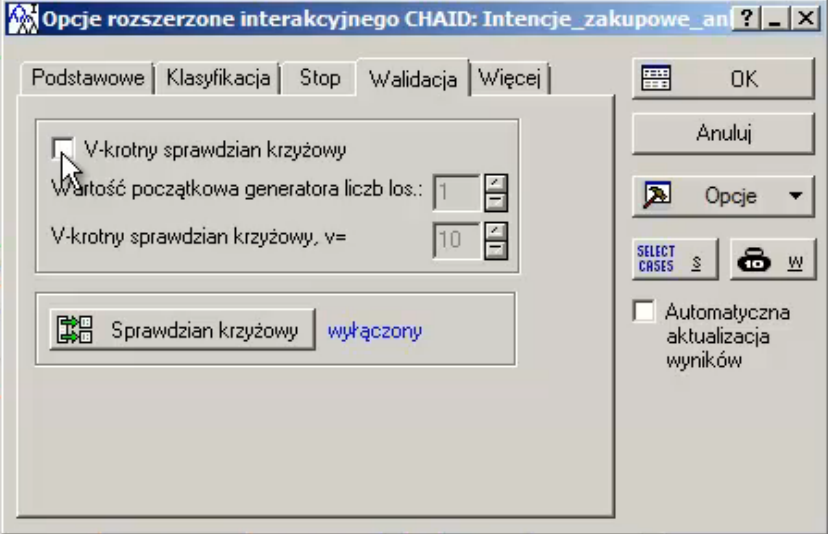 Opcje rozszerzone interakcyjnego CHAID: Intencje_zakupowe_an
Podstawowe Klasyfikacja Stop Walidacja Więcej
OK
Anuluj
Opcje
SELECT CASES S
10 W
Automatyczna
aktualizacja
wyników
V-krotny sprawdzian krzyżowy
Wartość początkowa generatora liczb los.: 1
V-krotny sprawdzian krzyżowy, v= 10
Sprawdzian krzyżowy wyłączony